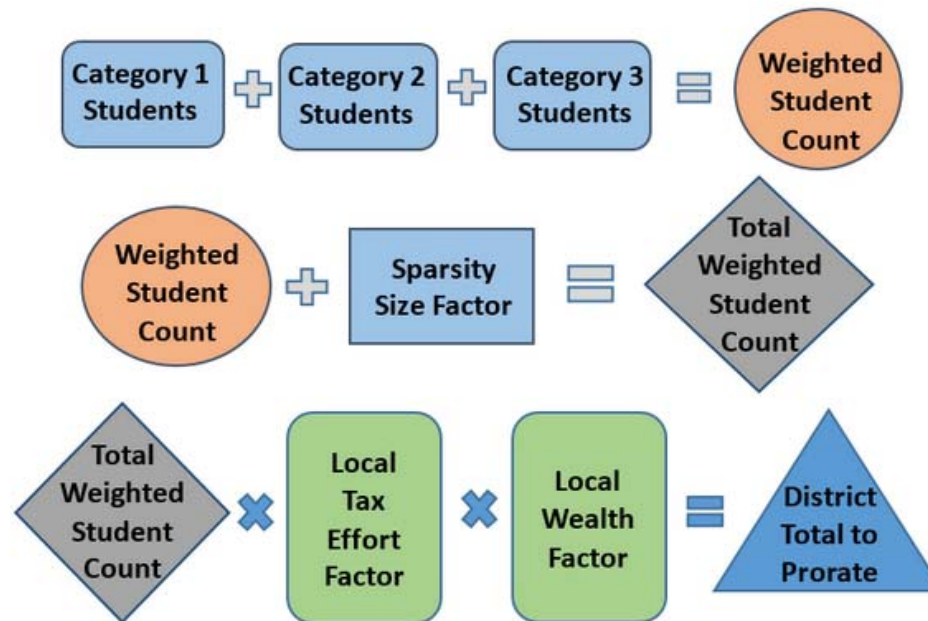 Category 1
Students
Category 2
Students
Category 3
Students
Weighted
Student
Count
Weighted
Student
Count
Sparsity
Size Factor
Total
Weighted
Student
Count
Total
Weighted
Student
Count
Local
Tax
Effort
Factor
Local
Wealth
Factor
District
Total to
Prorate